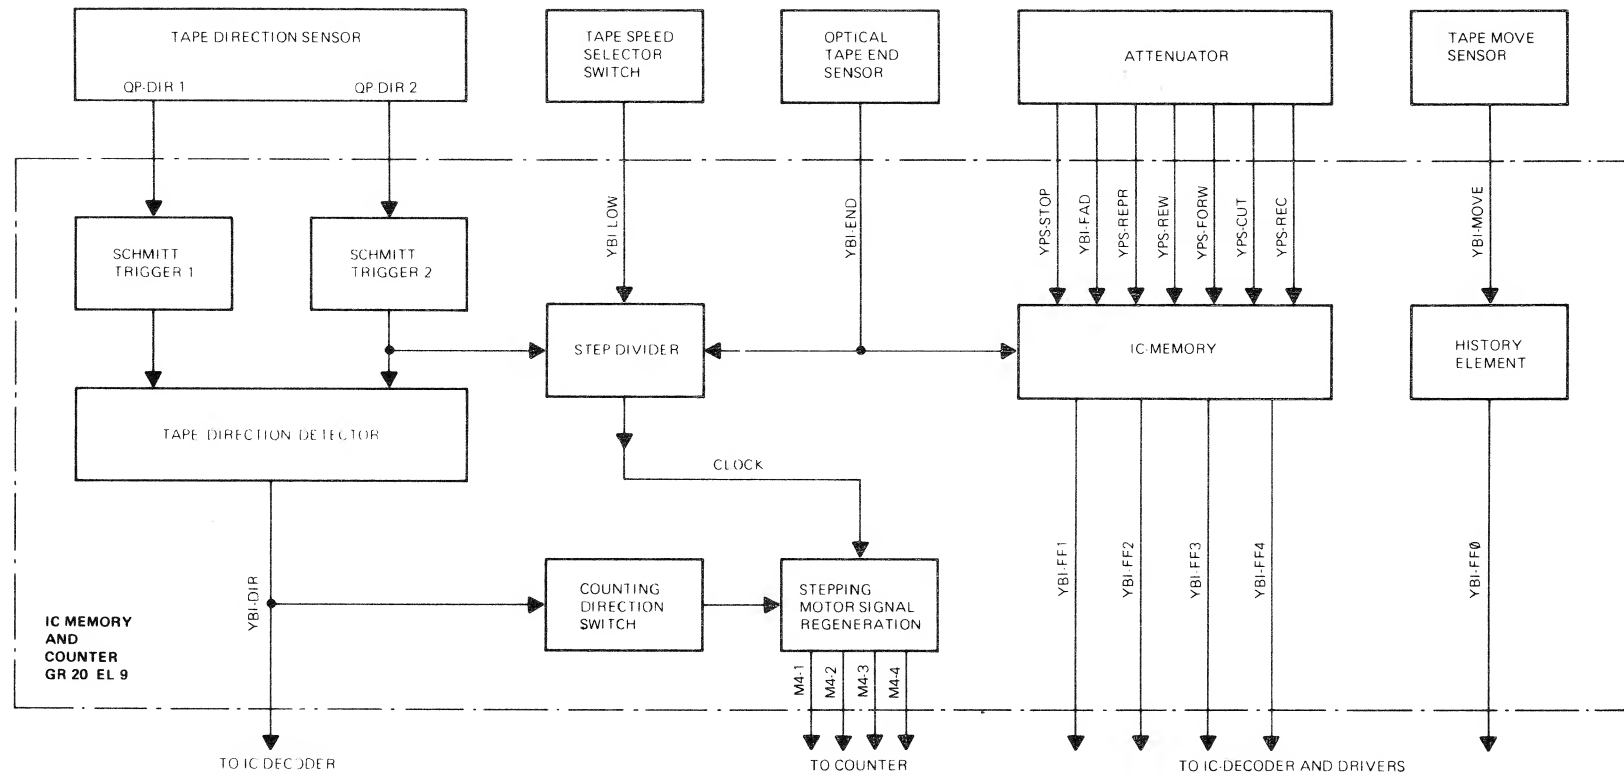 TAPE DIRECTION SENSOR
QP-DIR 1
QP-DIR 2
TAPE SPEED
SELECTOR
SWITCH
OPTICAL
TAPE END
SENSOR
ATTENUATOR
TAPE MOVE
SENSOR
YBI LOW
YBI-END
YPS-STOP
YBI-FAD
YPS-REPR
YPS-REW
YPS-FORW
YPS-CUT
YPS-REC
YBI-MOVE
SCHMITT
TRIGGER 1
SCHMITT
TRIGGER 2
STEP DIVIDER
IC-MEMORY
HISTORY
ELEMENT
TAPE DIRECTION DETECTOR
CLOCK
YBI-DIR
COUNTING
DIRECTION
SWITCH
STEPPING
MOTOR SIGNAL
REGENERATION
YBI-FF1
YBI-FF2
YBI-FF3
YBI-FF4
YBI-FFØ
IC MEMORY
AND
COUNTER
GR 20 EL 9
M4-1
M4-2
M4-3
M4-4
TO IC DECODER
TO COUNTER
TO IC-DECODER AND DRIVERS